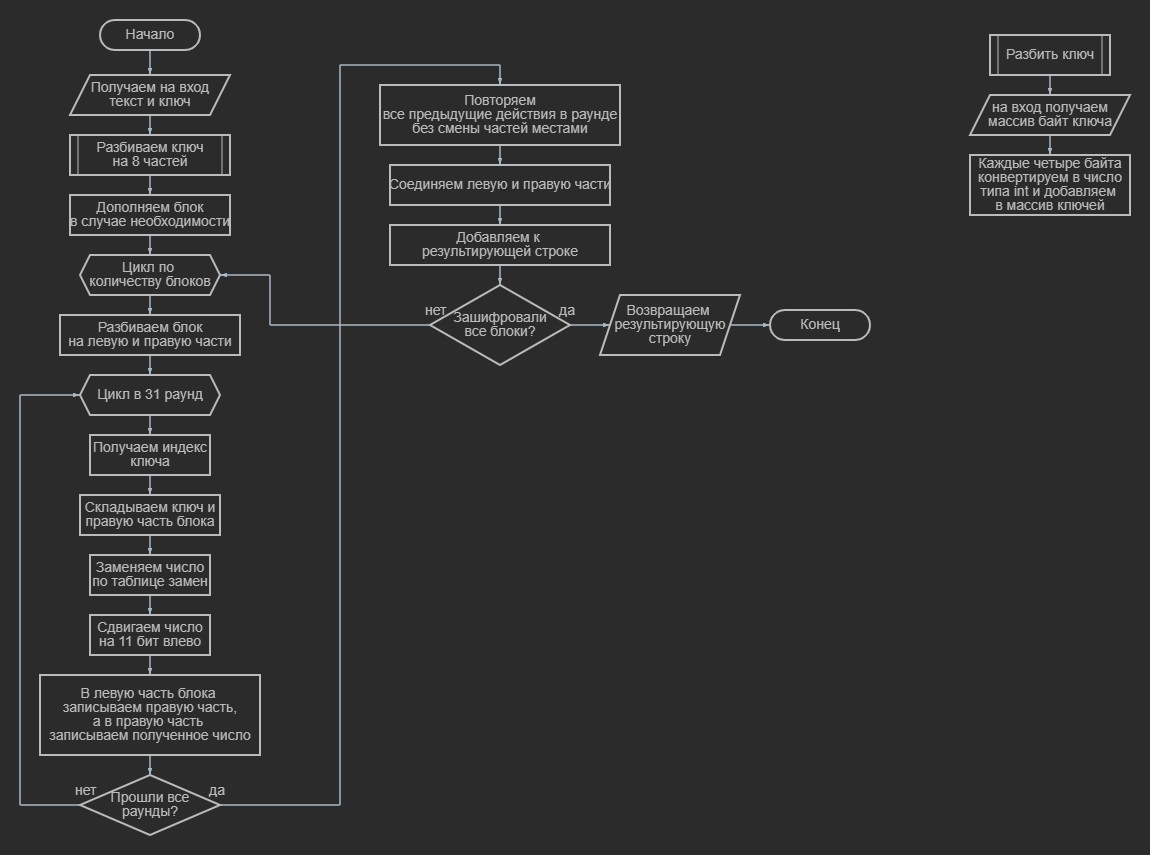 Начало
Получаем на вход
текст и ключ
Разбиваем ключ
на 8 частей
Дополняем блок
в случае необходимости
Цикл по
количеству блоков
Разбиваем блок
на левую и правую части
Цикл в 31 раунд
Получаем индекс
ключа
Складываем ключ и
правую часть блока
Заменяем число
по таблице замен
Сдвигаем число
на 11 бит влево
В левую часть блока
записываем правую часть,
а в правую часть
записываем полученное число
нет
Прошли все
раунды?
да
Повторяем
все предыдущие действия в раунде
без смены частей местами
Соединяем левую и правую части
Добавляем к
результирующей строке
нет
Зашифровали
все блоки?
да
Возвращаем
результирующую
строку
Конец
Разбить ключ
на вход получаем
массив байт ключа
Каждые четыре байта
конвертируем в число
типа int и добавляем
в массив ключей